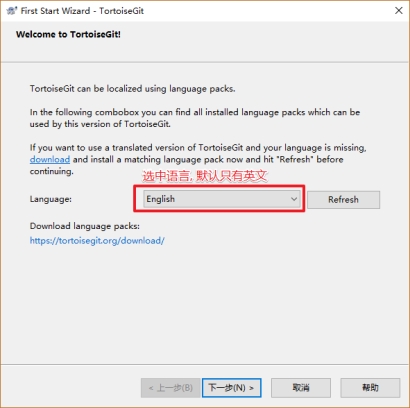 First Start Wizard - TortoiseGit
Welcome to TortoiseGit!
TortoiseGit can be localized using language packs.
In the following combobox you can find all installed language packs which can be
used by this version of TortoiseGit.
If you want to use a translated version of TortoiseGit and your language is missing,
download and install a matching language pack now and hit "Refresh" before
continuing.
选中语言, 默认只有英文
Language: English Refresh
Download language packs:
https://tortoisegit.org/download/
< 上一步(B) 下一步(N) > 取消 帮助